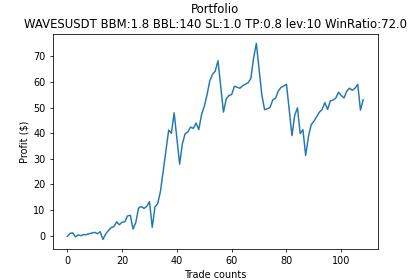 Portfolio
WAVESUSDT BBM:1.8 BBL:140 SL:1.0 TP:0.8 lev:10 WinRatio:72.0
70
60
50
40
30
20
10
0
Profit ($)
0 20 40 60 80 100
Trade counts